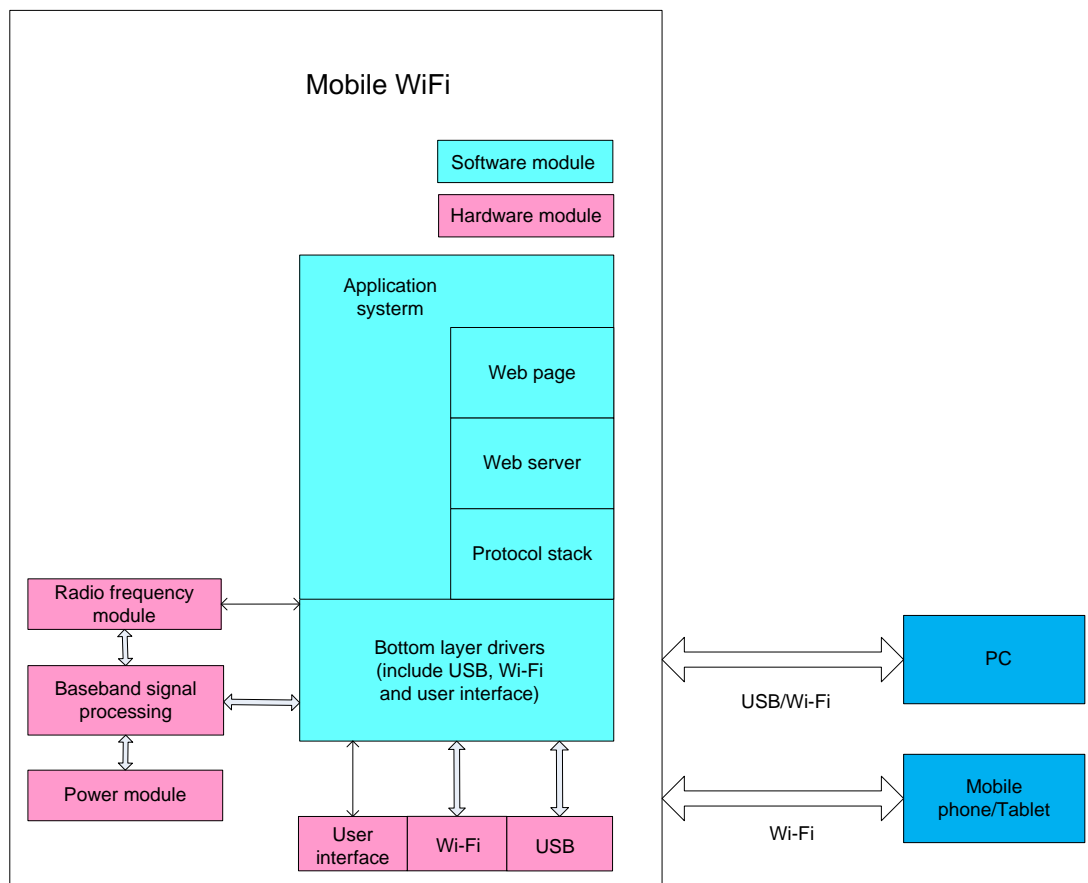 Mobile WiFi
Software module
Hardware module
Application
systerm
Web page
Web server
Protocol stack
Radio frequency
module
Bottom layer drivers
(include USB, Wi-Fi
and user interface)
Baseband signal
processing
Power module
User
interface
Wi-Fi
USB
PC
USB/Wi-Fi
Mobile
phone/Tablet
Wi-Fi